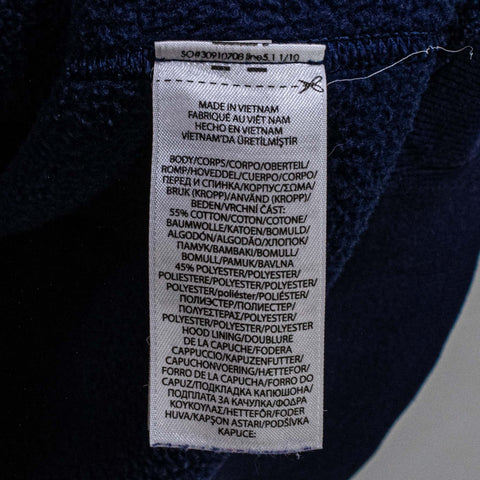 SO#30910708 line5.1 1/10
MADE IN VIETNAM
FABRIQUÉ AU VIÊT NAM
HECHO EN VIETNAM
VIETNAM'DA ÜRETİLMİŞTİR
BODY/CORPS/CORPO/OBERTEIL/
ROMP/HOVEDDEL/CUERPO/CORPO/
ПЕРЕД И СПИНКА/КОРПУС/ΣΩΜΑ/
BRUK (KROPP)/ANVÄND (KROPP)/
BEDEN/VRCHNÍ ČÁST:
55% COTTON/COTON/COTONE/
BAUMWOLLE/KATOEN/BOMULD/
ALGODÓN/ALGODÃO/ХЛОПОК/
ПАМУК/ΒΑΜΒΑΚΙ/BOMULL/
BOMULL/PAMUK/BAVLNA
45% POLYESTER/POLYESTER/
POLIESTERE/POLYESTER/POLYESTER/
POLYESTER/poliéster/POLIÉSTER/
ПОЛИЭСТЕР/ПОЛИЕСТЕР/
ΠΟΛΥΕΣΤΕΡΑΣ/POLYESTER/
POLYESTER/POLYESTER/POLYESTER
HOOD LINING/DOUBLURE
DE LA CAPUCHE/FODERA
CAPPUCCIO/KAPUZENFUTTER/
CAPUCHONVOERING/HÆTTEFOR/
FORRO DE LA CAPUCHA/FORRO DO
CAPUZ/ПОДКЛАДКА КАПЮШОНА/
ПОДПЛАТА ЗА КАЧУЛКА/ΦΟΔΡΑ
ΚΟΥΚΟΥΛΑΣ/HETTEFÔR/FODER
HUVA/KAPŞON ASTARI/PODŠÍVKA
KAPUCE: